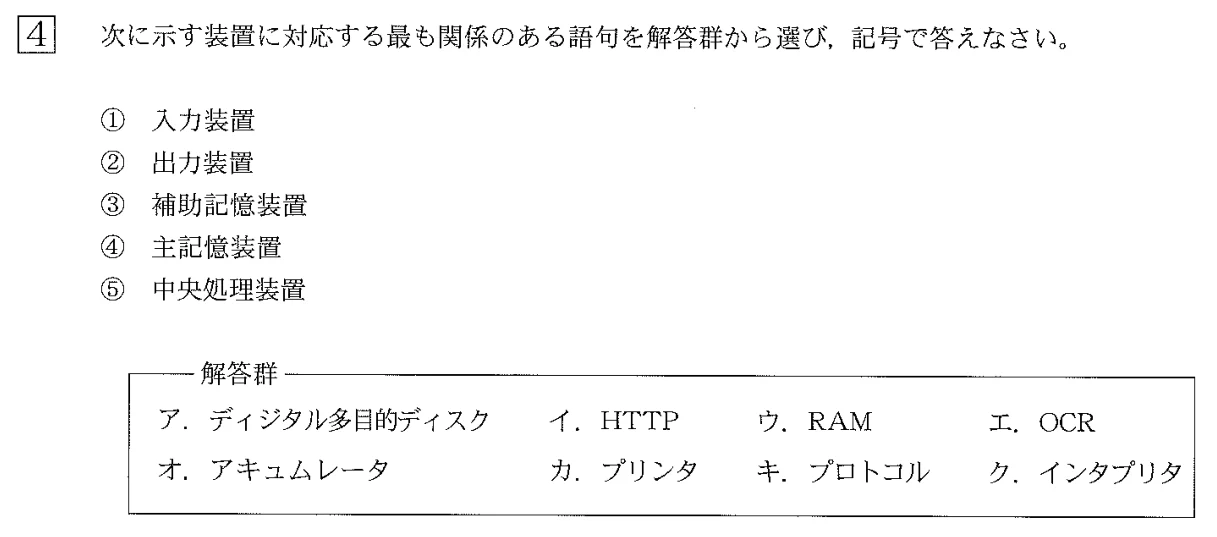 4 次に示す装置に対応する最も関係のある語句を解答群から選び，記号で答えなさい。
① 入力装置
② 出力装置
③ 補助記憶装置
④ 主記憶装置
⑤ 中央処理装置
解答群
ア．ディジタル多目的ディスク イ．HTTP ウ．RAM エ．OCR
オ．アキュムレータ カ．プリンタ キ．プロトコル ク．インタプリタ